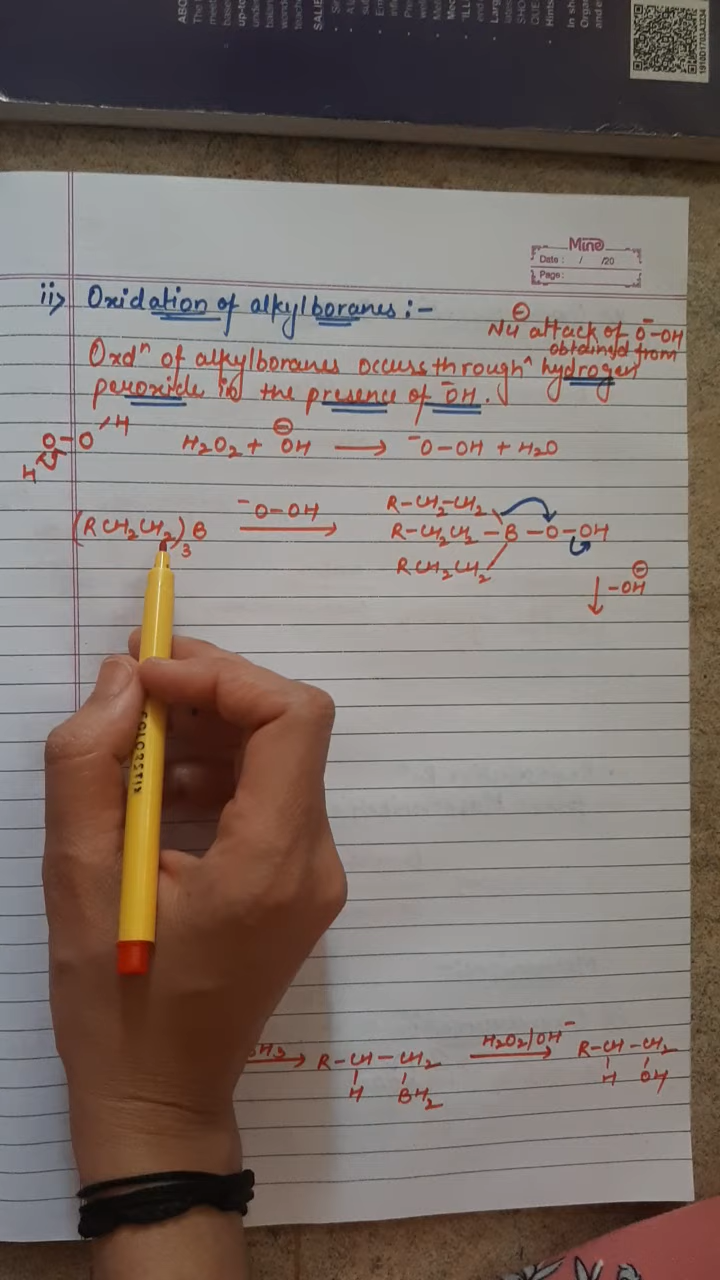 Mine
Date : / /20
Page:
ii> Oxidation of alkylboranes :-
Nu⊖ attack of ⁻O-OH
obtained from
Oxdⁿ of alkylboranes occurs through ^ hydrogen
peroxide in the presence of ⁻OH.
O-O H
H
H₂O₂ + ⊖OH ⟶ ⁻O-OH + H₂O
R-CH₂-CH₂
(RCH₂CH₂)₃B ⁻O-OH ⟶ R-CH₂CH₂-B-O-OH
RCH₂CH₂
↓ -OH⊖
⟶ R-CH-CH₂ H₂O₂/OH⁻ ⟶ R-CH-CH₂
H BH₂ H OH